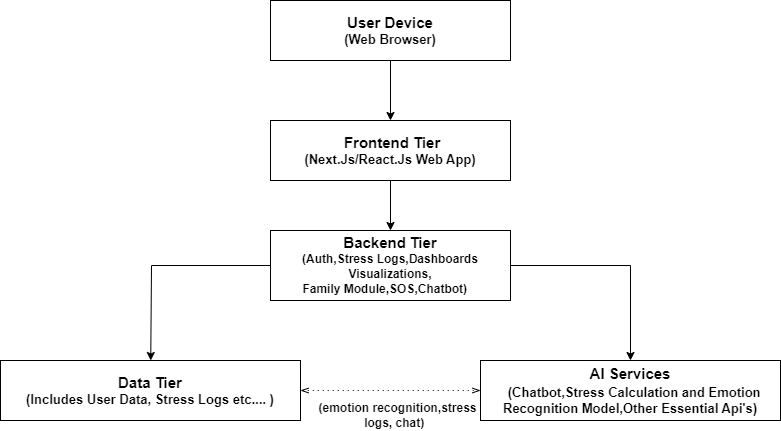 User Device
(Web Browser)
Frontend Tier
(Next.Js/React.Js Web App)
Backend Tier
(Auth,Stress Logs,Dashboards
Visualizations,
Family Module,SOS,Chatbot)
Data Tier
(Includes User Data, Stress Logs etc.... )
AI Services
(Chatbot,Stress Calculation and Emotion
Recognition Model,Other Essential Api's)
(emotion recognition,stress
logs, chat)